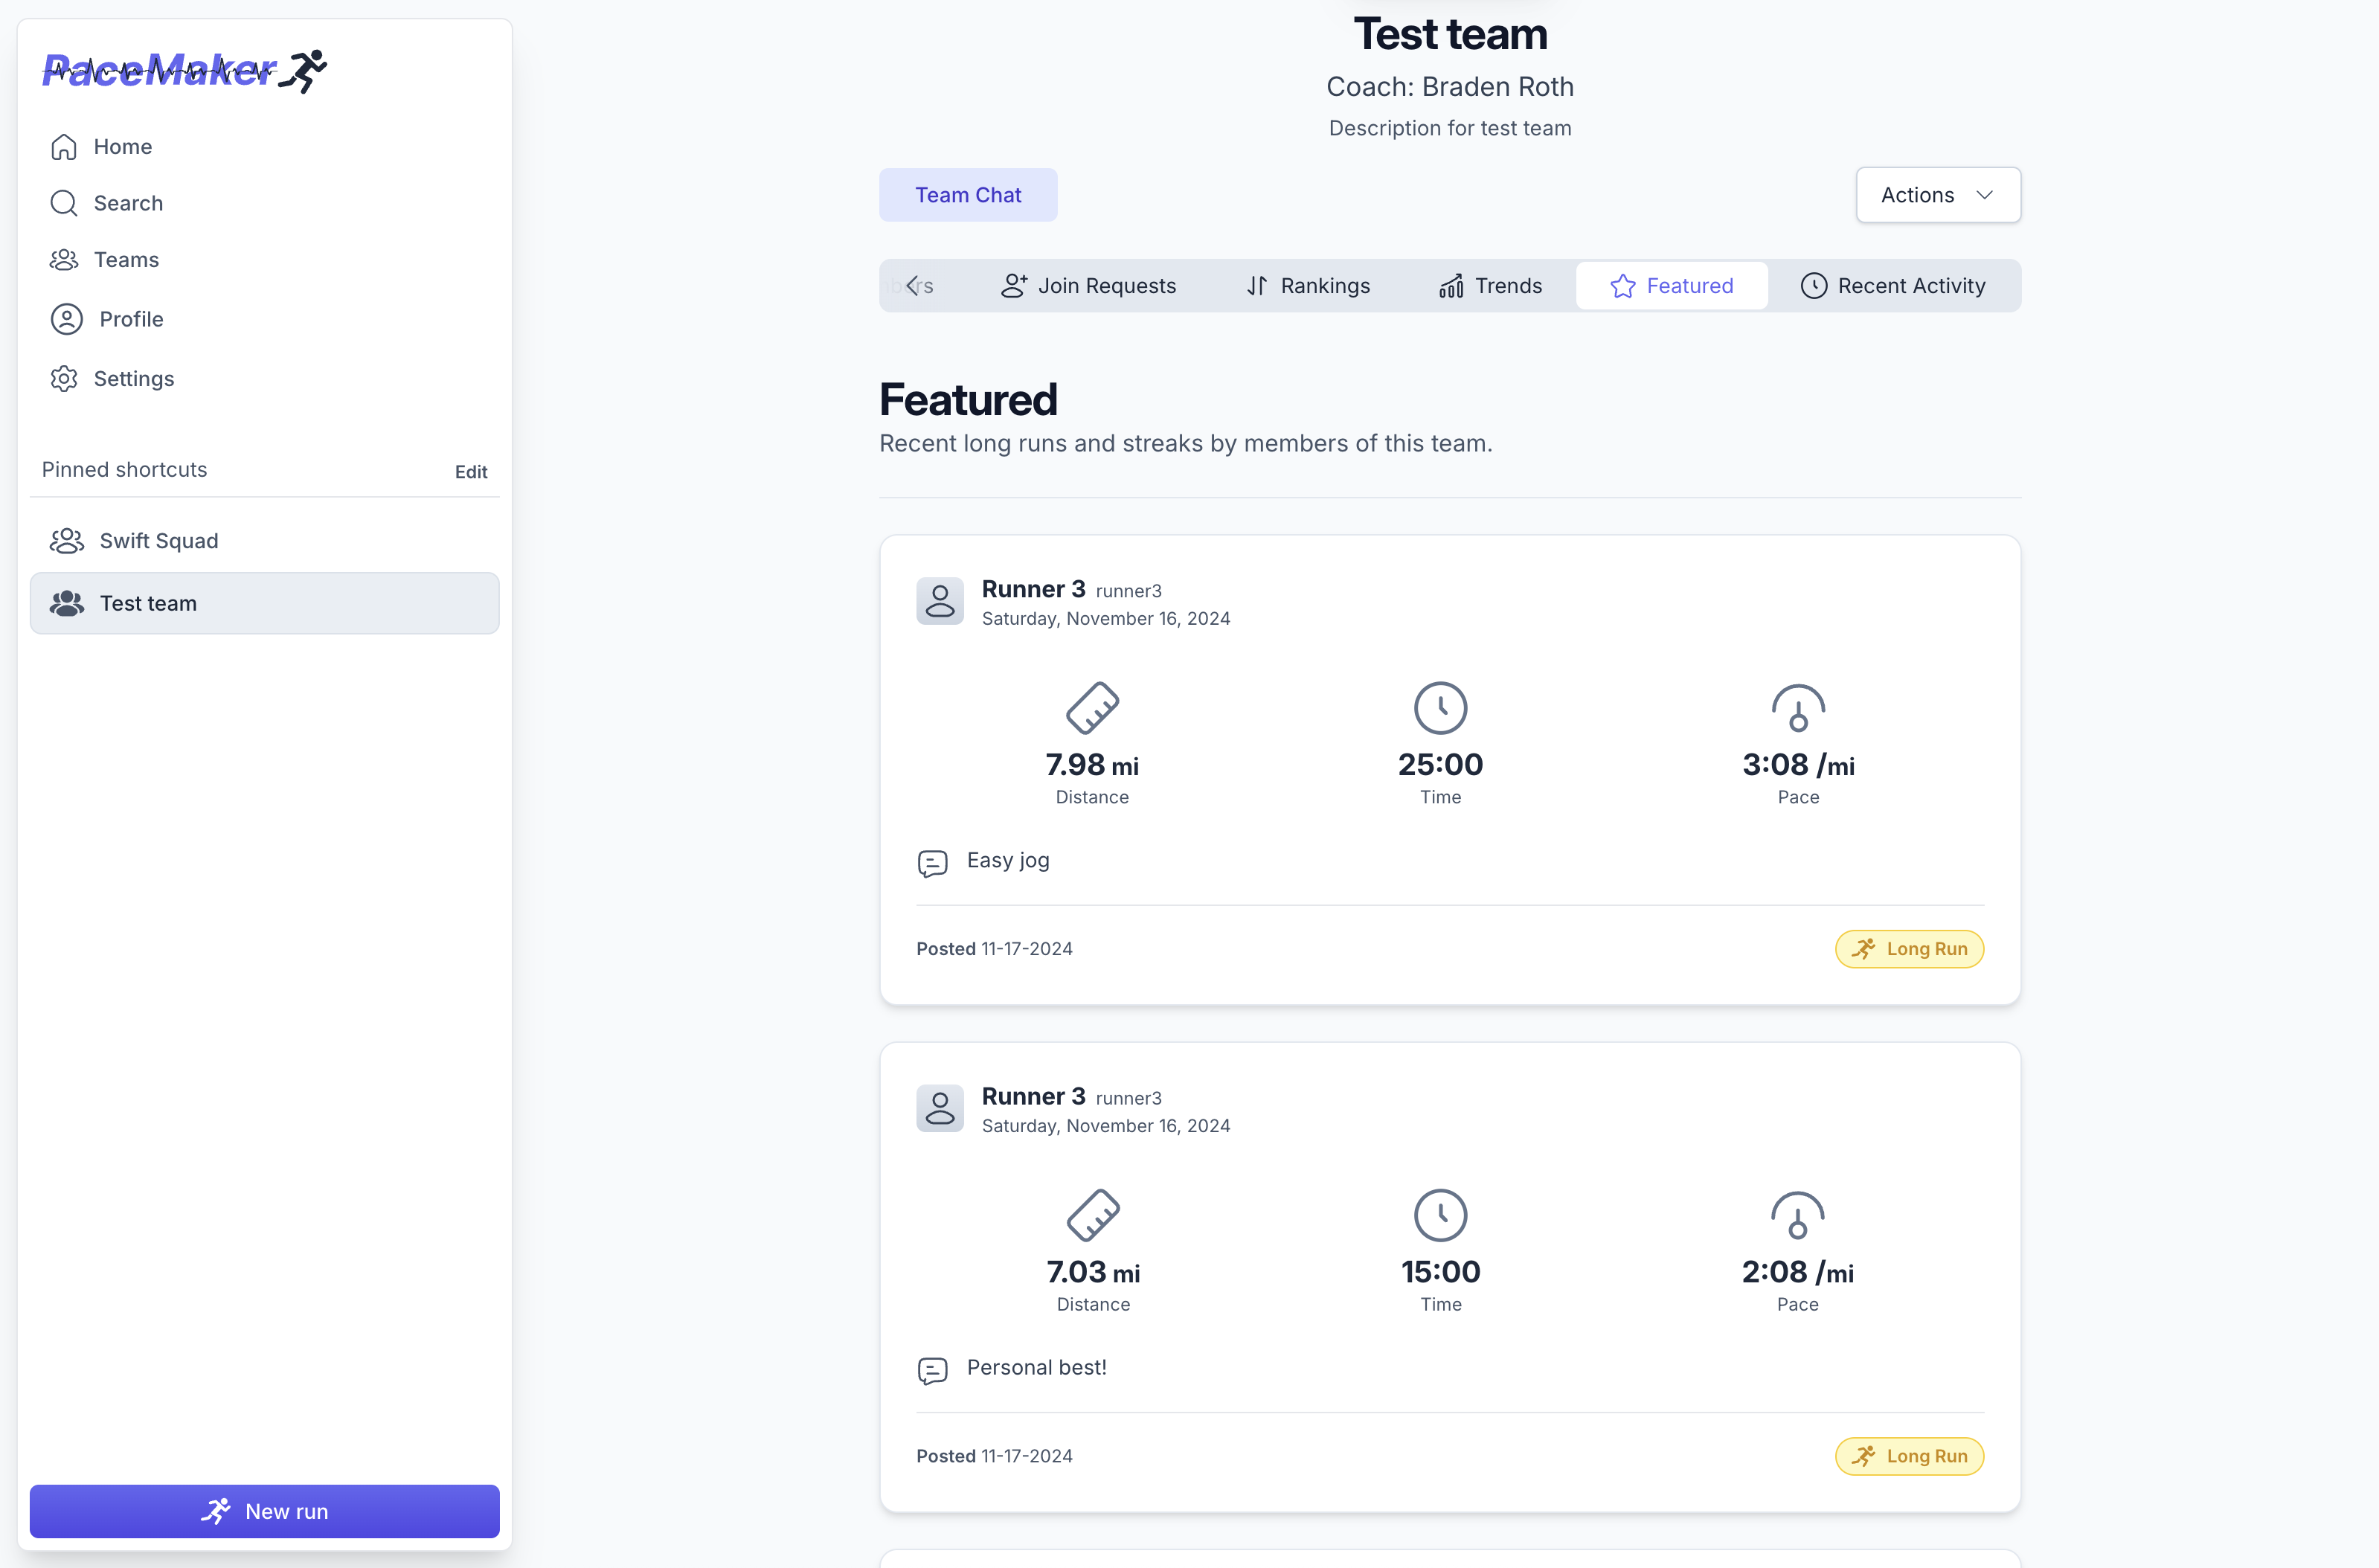 PaceMaker
Home
Search
Teams
Profile
Settings
Pinned shortcuts Edit
Swift Squad
Test team
New run
Test team
Coach: Braden Roth
Description for test team
Team Chat
Actions
Join Requests Rankings Trends Featured Recent Activity
Featured
Recent long runs and streaks by members of this team.
Runner 3 runner3
Saturday, November 16, 2024
7.98 mi 25:00 3:08 /mi
Distance Time Pace
Easy jog
Posted 11-17-2024 Long Run
Runner 3 runner3
Saturday, November 16, 2024
7.03 mi 15:00 2:08 /mi
Distance Time Pace
Personal best!
Posted 11-17-2024 Long Run